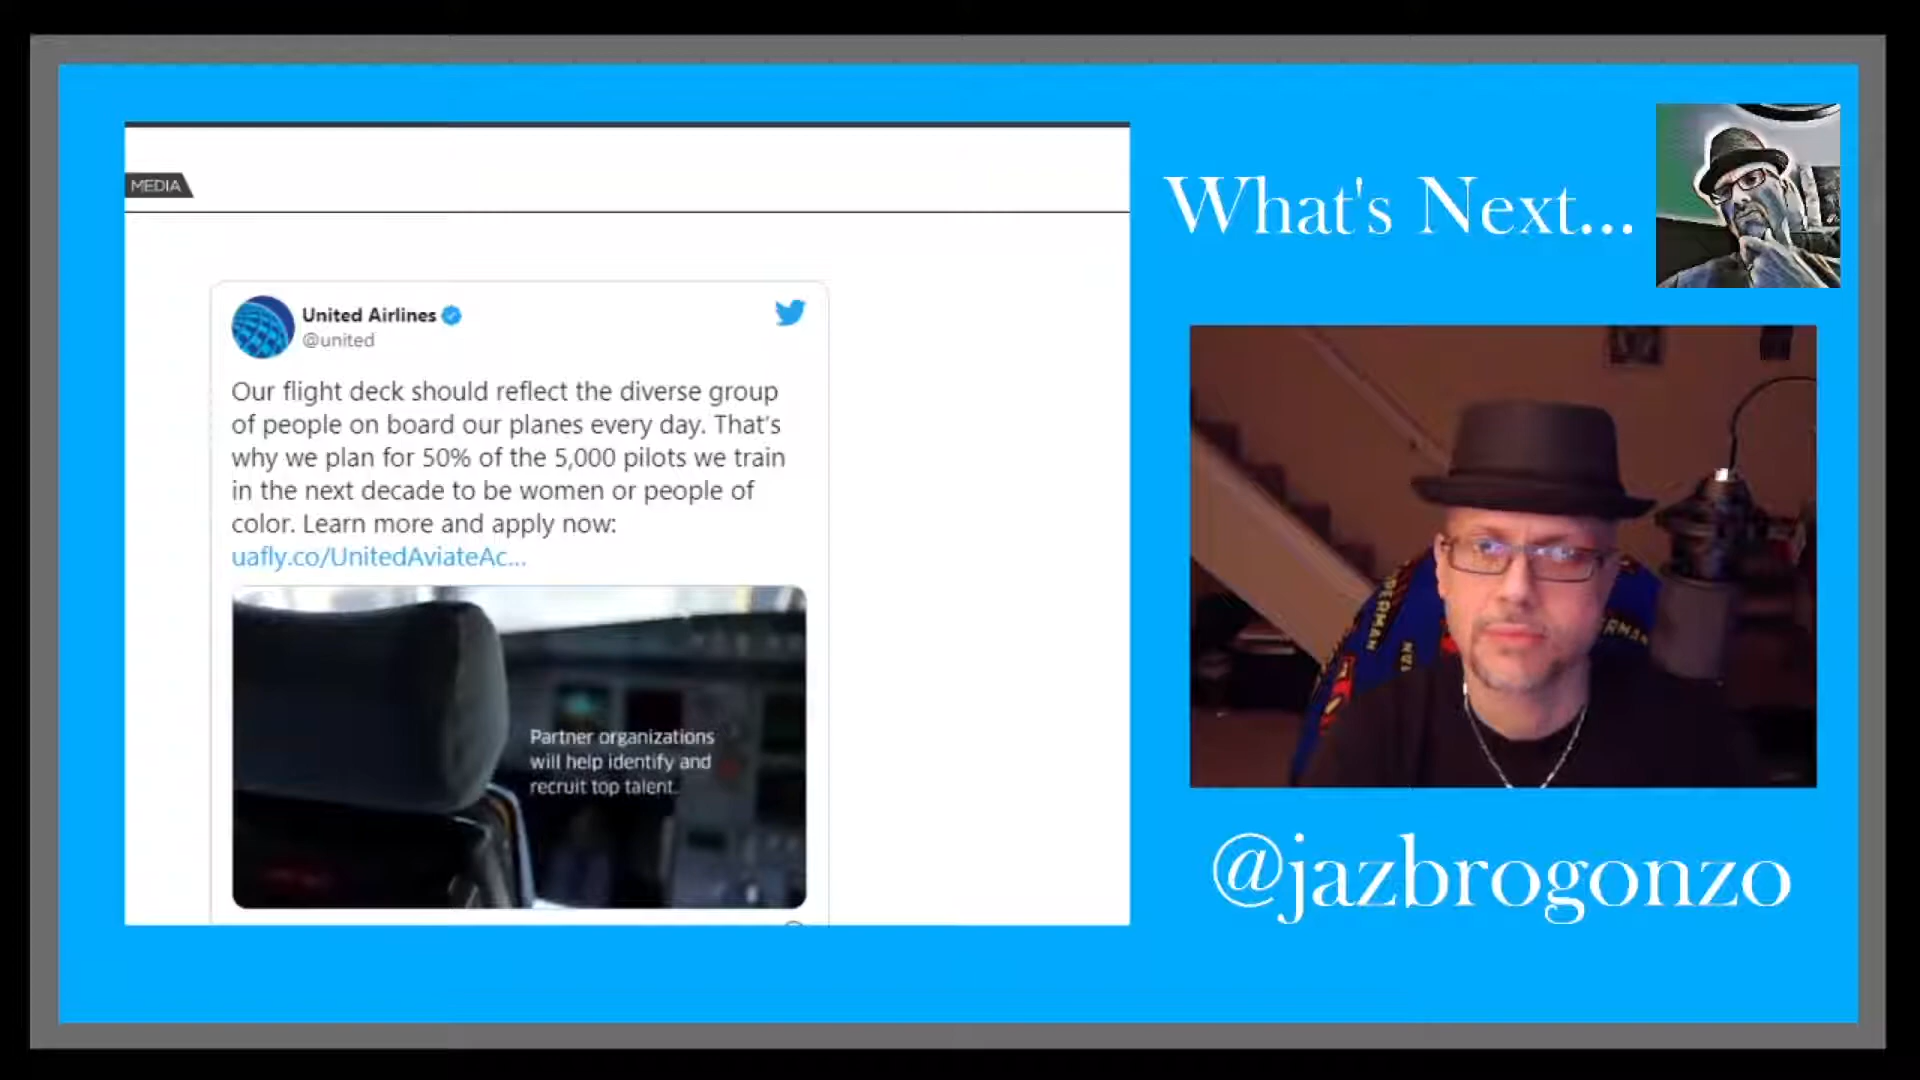 MEDIA
What's Next...
United Airlines
@united
Our flight deck should reflect the diverse group
of people on board our planes every day. That's
why we plan for 50% of the 5,000 pilots we train
in the next decade to be women or people of
color. Learn more and apply now:
uafly.co/UnitedAviateAc...
Partner organizations
will help identify and
recruit top talent.
@jazbrogonzo